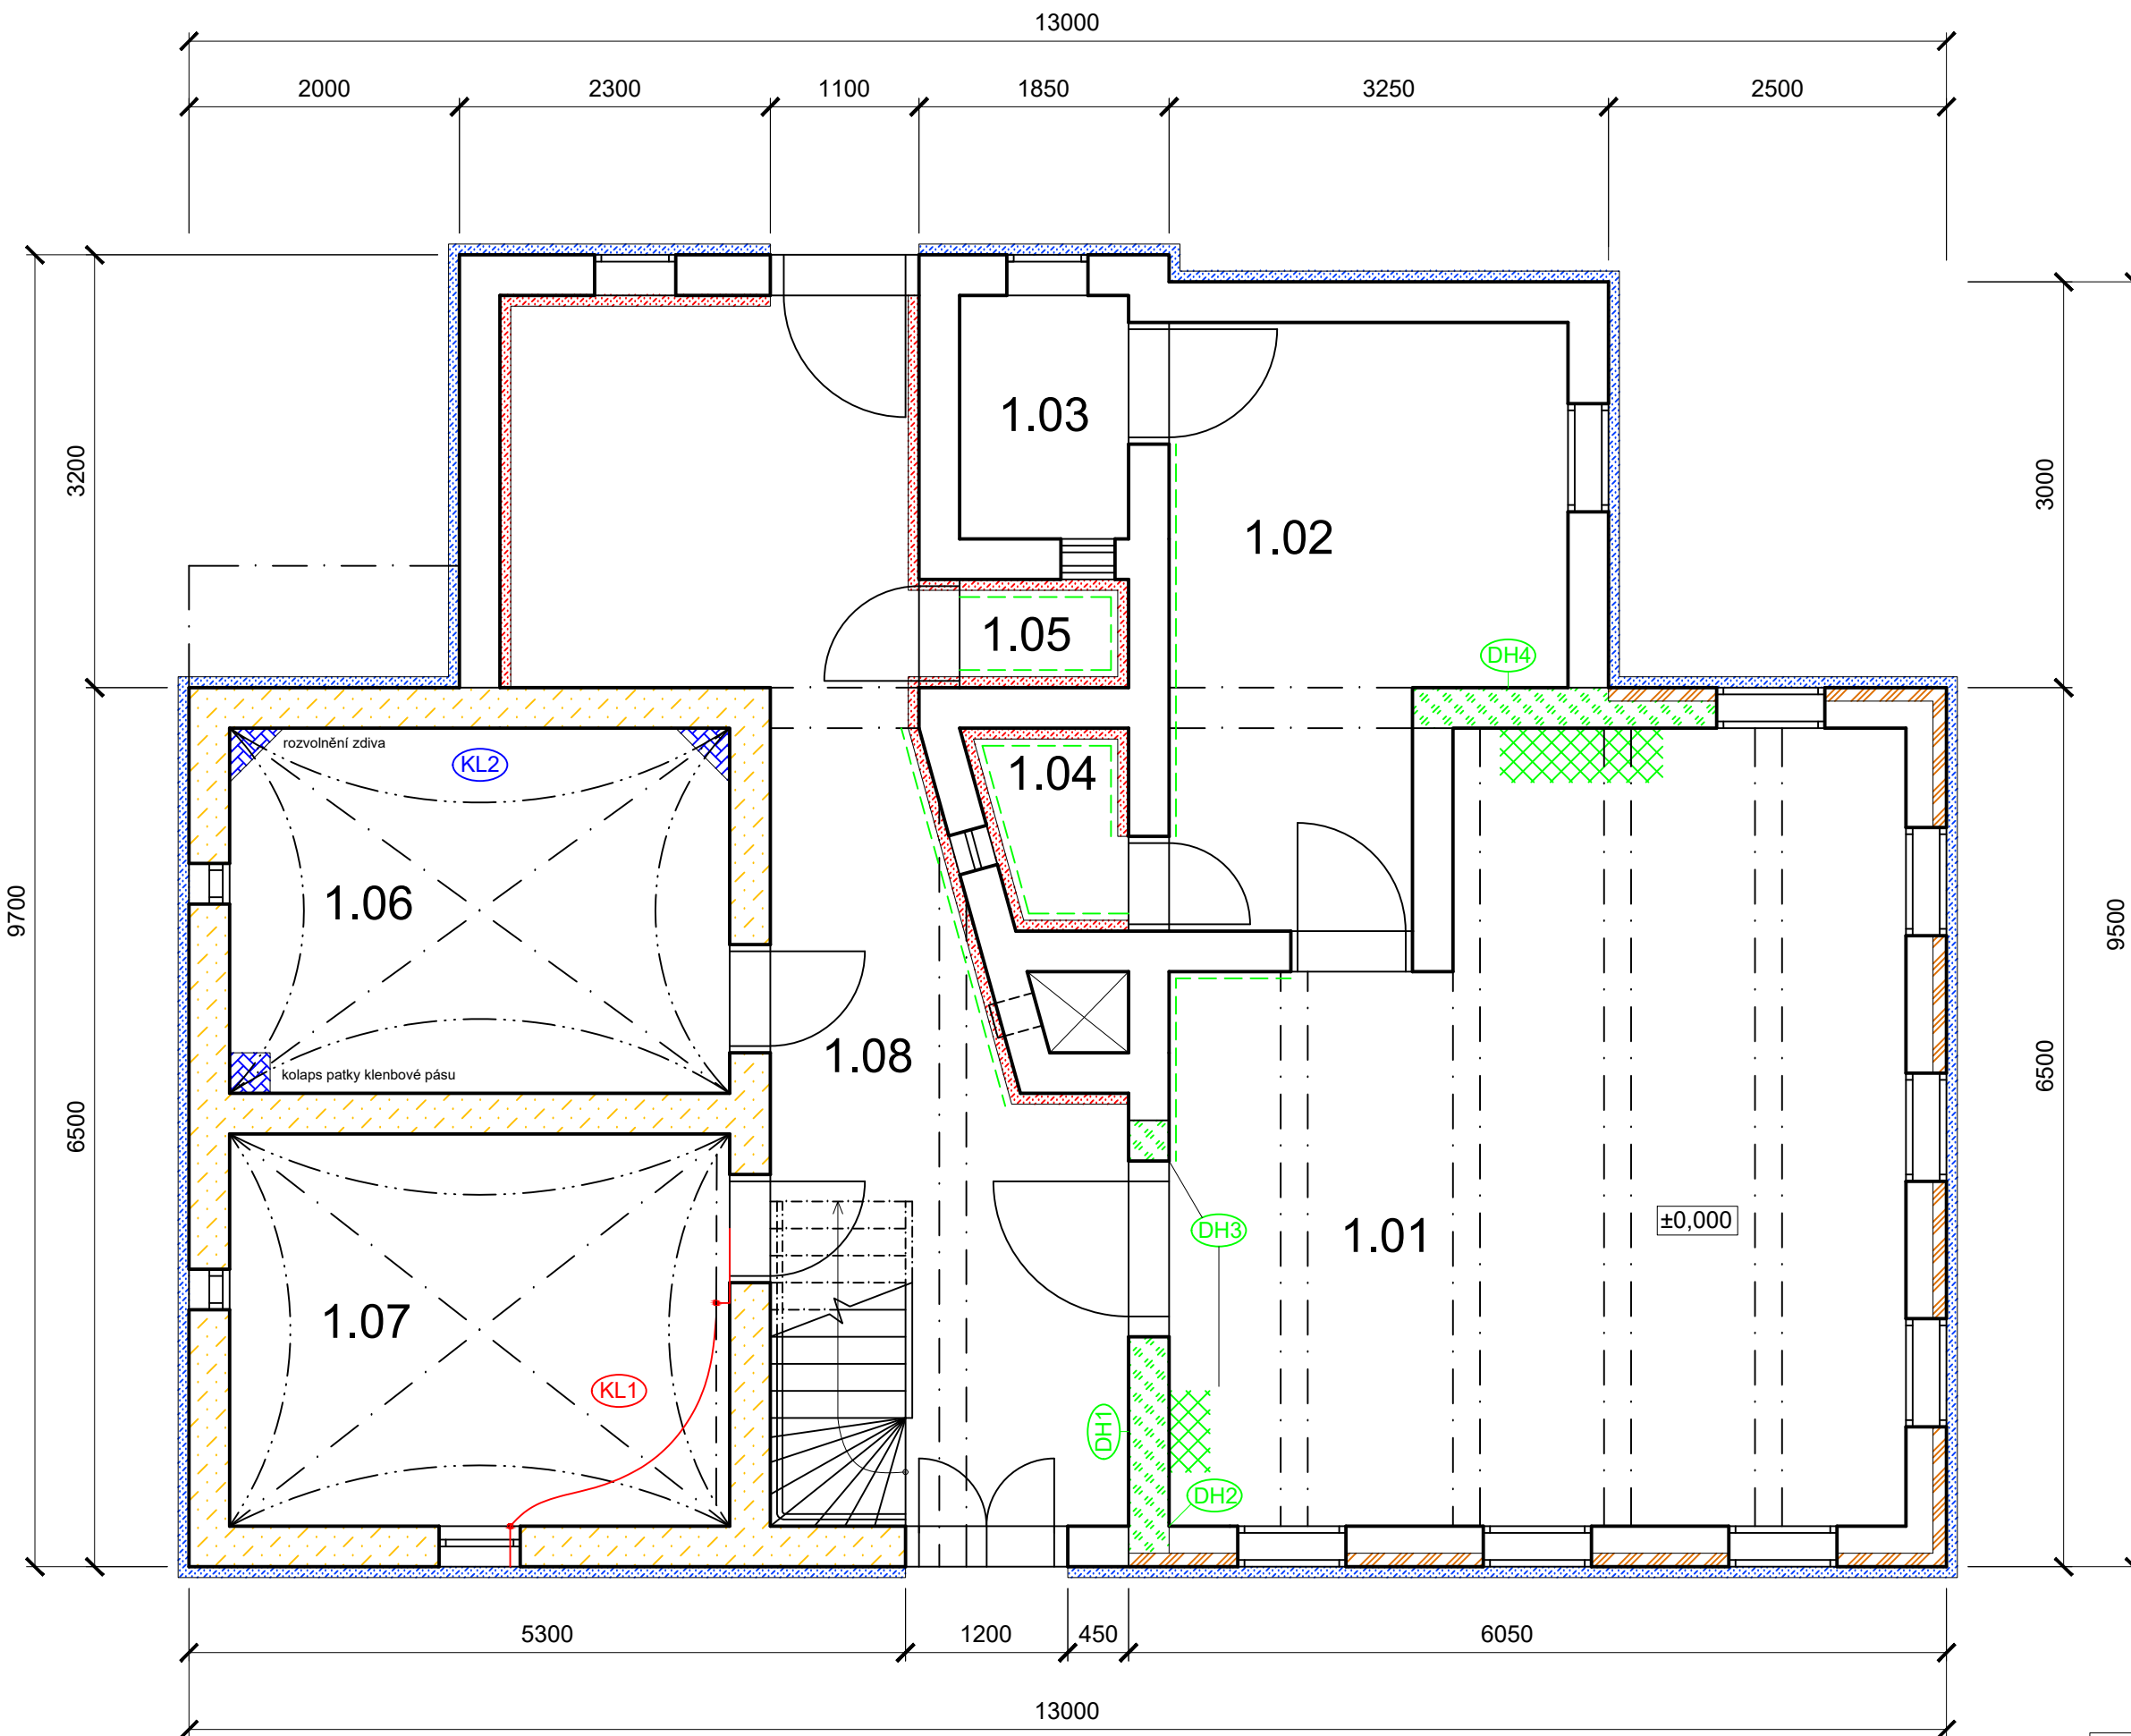 13000
2000 2300 1100 1850 3250 2500
3200
3000
1.03
1.02
1.05
DH4
rozvolnění zdiva
KL2
1.04
1.06
9700
9500
1.08
kolaps patky klenbové pásu
6500
6500
DH3
1.01
±0,000
1.07
KL1
DH1
DH2
5300 1200 450 6050
13000